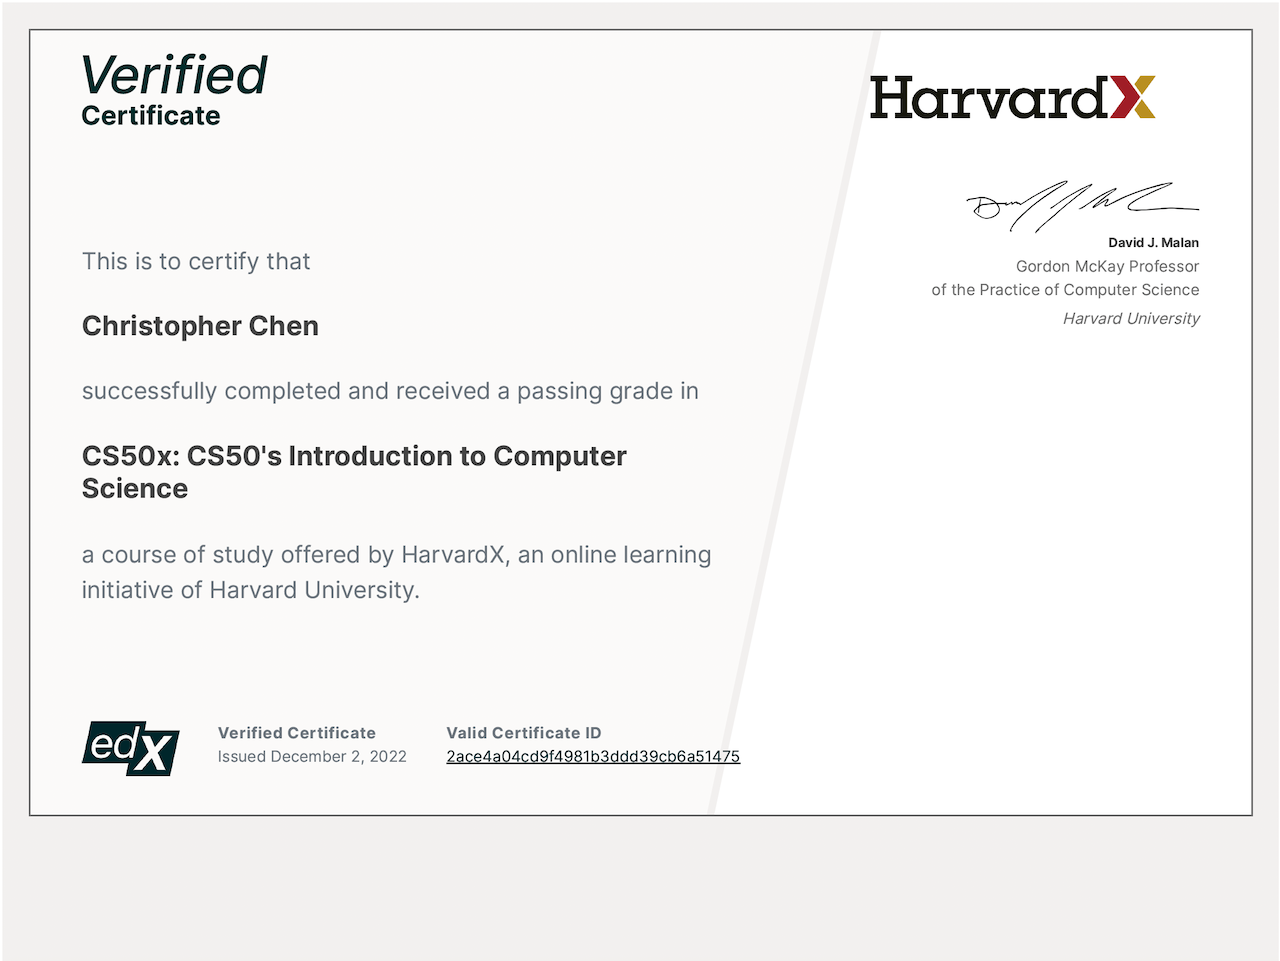 Verified
Certificate
HarvardX
David J. Malan
Gordon McKay Professor
of the Practice of Computer Science
Harvard University
This is to certify that
Christopher Chen
successfully completed and received a passing grade in
CS50x: CS50's Introduction to Computer
Science
a course of study offered by HarvardX, an online learning
initiative of Harvard University.
edX
Verified Certificate
Issued December 2, 2022
Valid Certificate ID
2ace4a04cd9f4981b3ddd39cb6a51475